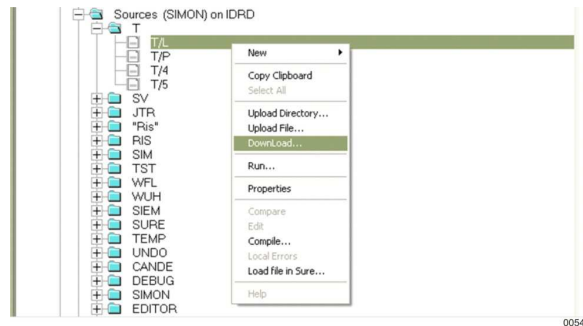 Sources (SIMON) on IDRD
T
T/L
T/P
T/4
T/5
SV
JTR
"Ris"
RIS
SIM
TST
WFL
WUH
SIEM
SURE
TEMP
UNDO
CANDE
DEBUG
SIMON
EDITOR
New
Copy Clipboard
Select All
Upload Directory...
Upload File...
DownLoad...
Run...
Properties
Compare
Edit
Compile...
Local Errors
Load file in Sure...
Help
0054